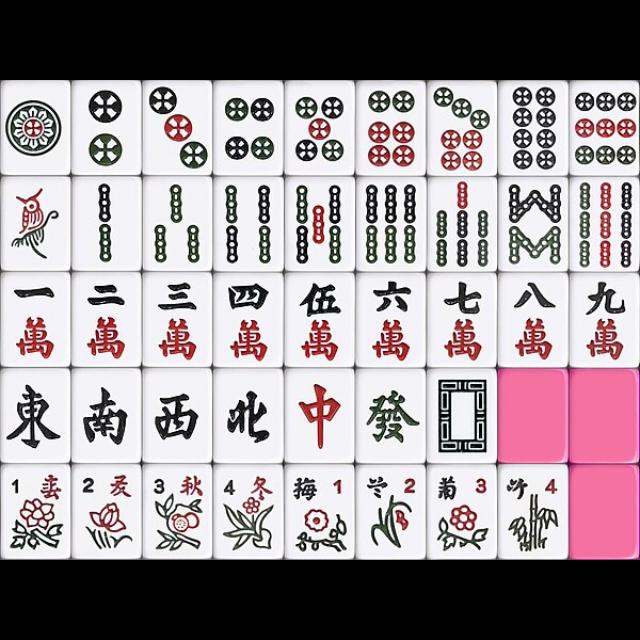 一 二 三 四 伍 六 七 八 九
萬 萬 萬 萬 萬 萬 萬 萬 萬
東 南 西 北 中 發
1 春 2 夏 3 秋 4 冬 梅 1 兰 2 菊 3 竹 4